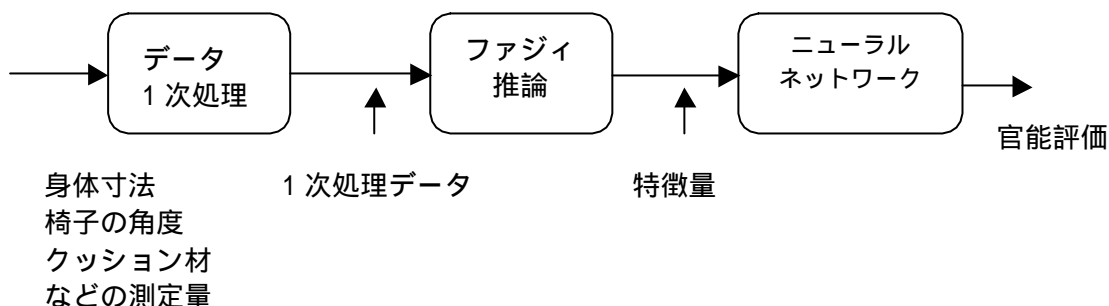 データ
1 次処理
ファジィ
推論
ニューラル
ネットワーク
官能評価
身体寸法
椅子の角度
クッション材
などの測定量
1 次処理データ
特徴量